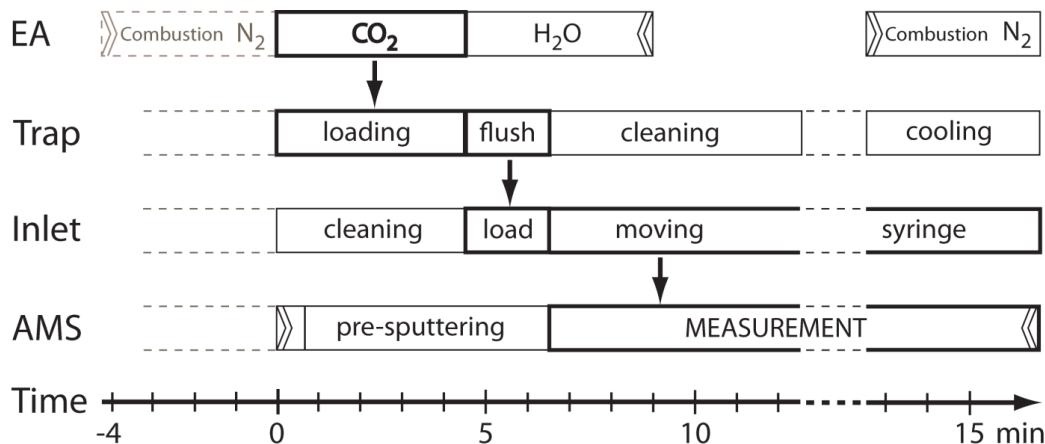 EA Combustion N₂ CO₂ H₂O Combustion N₂
Trap loading flush cleaning cooling
Inlet cleaning load moving syringe
AMS pre-sputtering MEASUREMENT
Time
-4 0 5 10 15 min